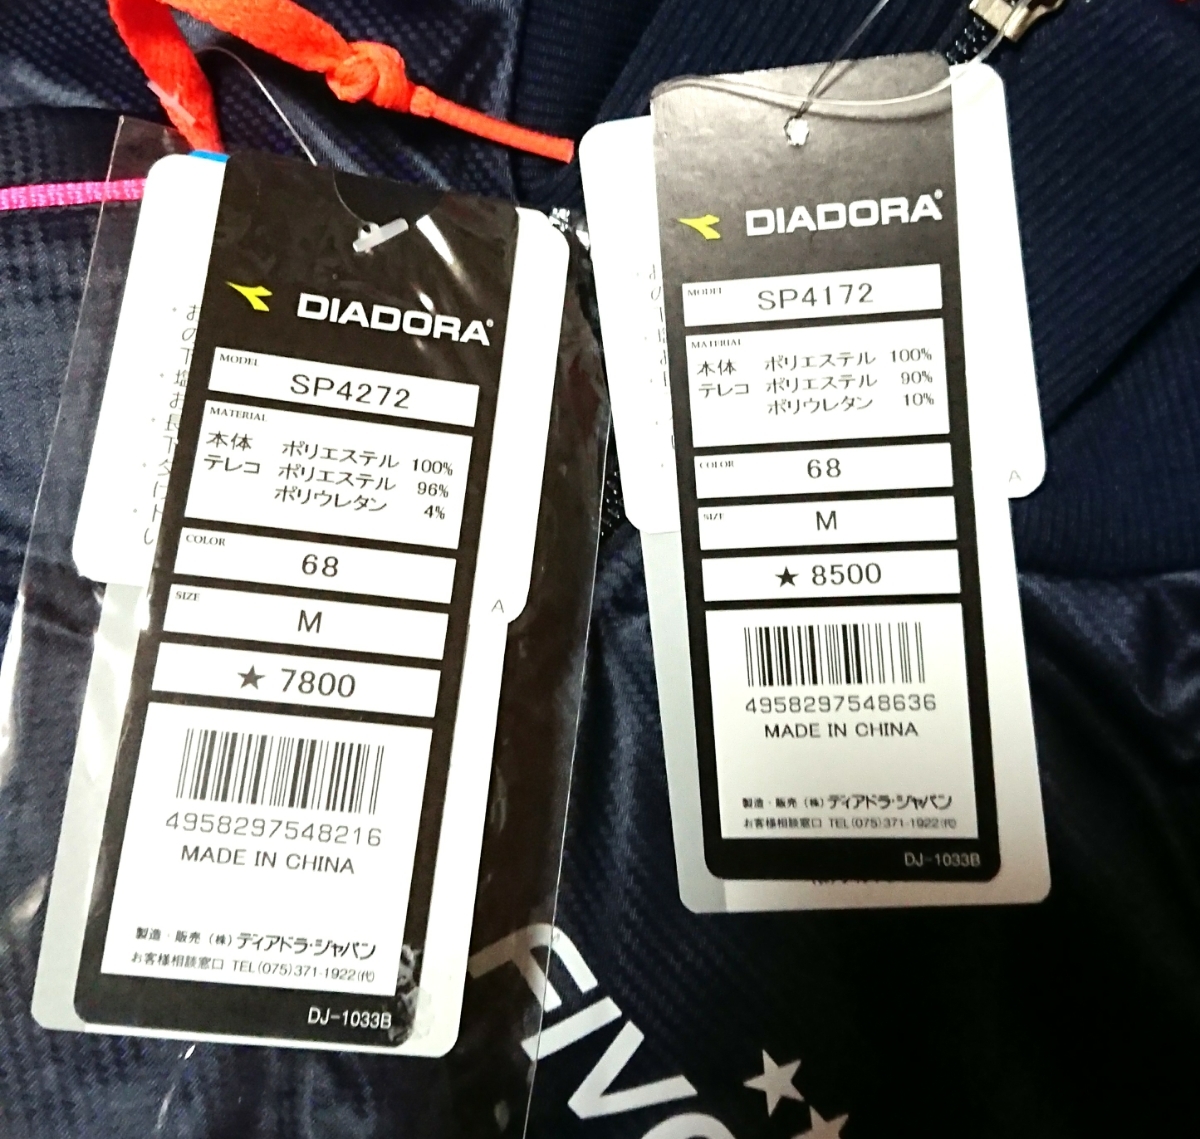 DIADORA
MODEL
SP4272
MATERIAL
本体 ポリエステル 100%
テレコ ポリエステル 96%
ポリウレタン 4%
COLOR
68
SIZE
M
★ 7800
4958297548216
MADE IN CHINA
製造・販売 (株) ディアドラ・ジャパン
お客様相談窓口 TEL(075)371-1922(代)
DJ-1033B
A
DIADORA
MODEL
SP4172
MATERIAL
本体 ポリエステル 100%
テレコ ポリエステル 90%
ポリウレタン 10%
COLOR
68
SIZE
M
★ 8500
4958297548636
MADE IN CHINA
製造・販売 (株) ディアドラ・ジャパン
お客様相談窓口 TEL(075)371-1922(代)
DJ-1033B
A